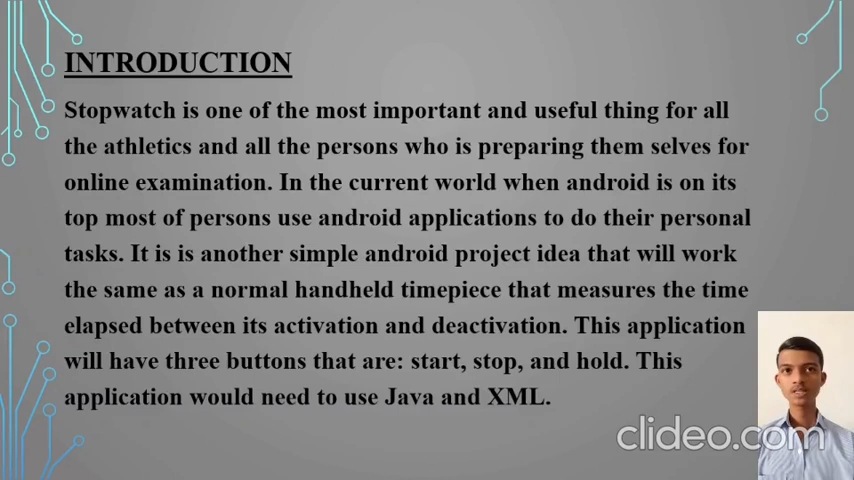 INTRODUCTION
Stopwatch is one of the most important and useful thing for all
the athletics and all the persons who is preparing them selves for
online examination. In the current world when android is on its
top most of persons use android applications to do their personal
tasks. It is is another simple android project idea that will work
the same as a normal handheld timepiece that measures the time
elapsed between its activation and deactivation. This application
will have three buttons that are: start, stop, and hold. This
application would need to use Java and XML.
clideo.com